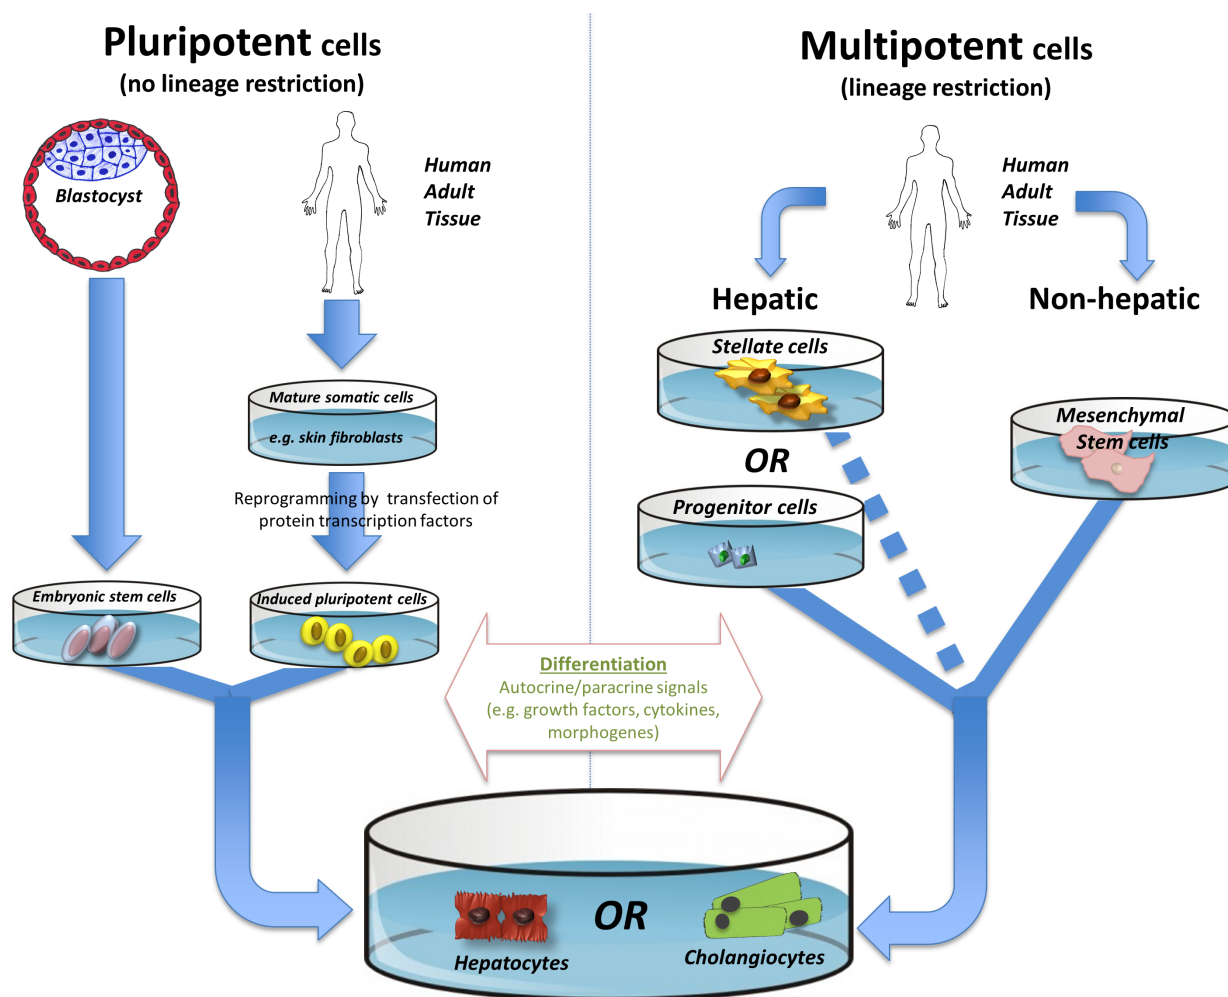 Pluripotent cells
(no lineage restriction)
Blastocyst
Human
Adult
Tissue
Mature somatic cells
e.g. skin fibroblasts
Reprogramming by transfection of
protein transcription factors
Embryonic stem cells
Induced pluripotent cells
Multipotent cells
(lineage restriction)
Human
Adult
Tissue
Hepatic
Non-hepatic
Stellate cells
OR
Progenitor cells
Mesenchymal
Stem cells
Differentiation
Autocrine/paracrine signals
(e.g. growth factors, cytokines,
morphogenes)
Hepatocytes
OR
Cholangiocytes